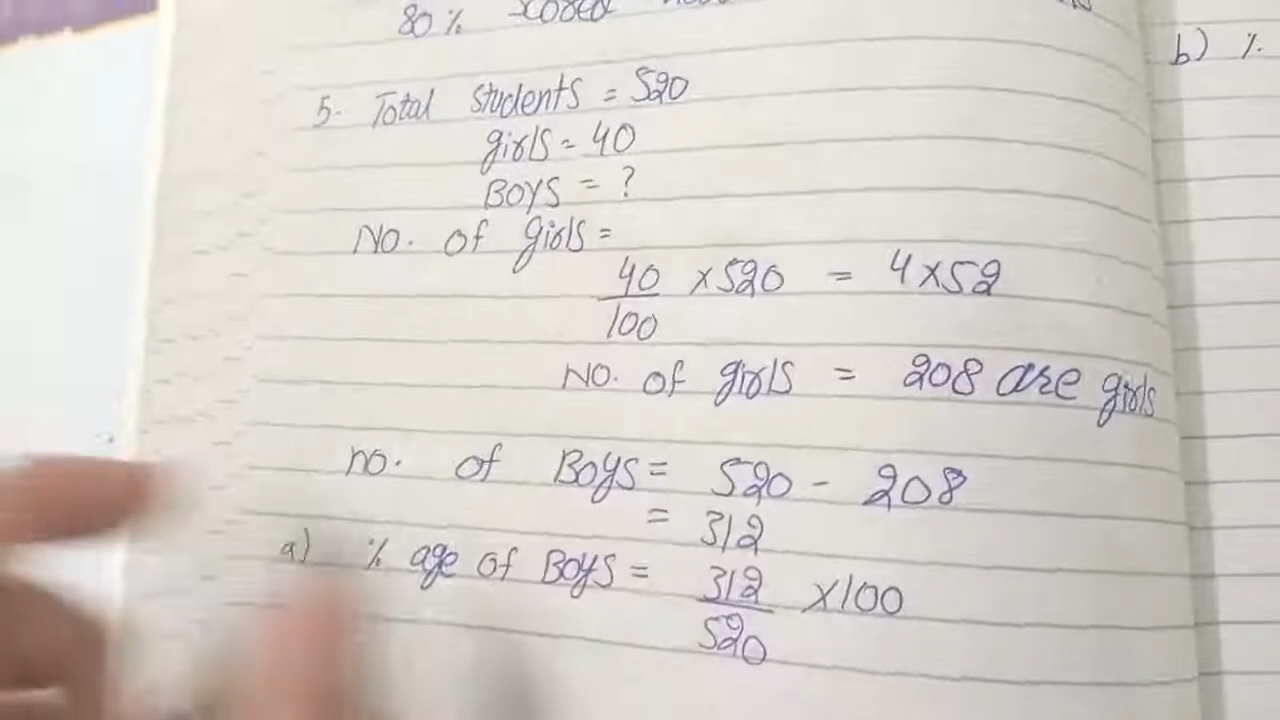 80 % scored
5. Total students = 520
girls = 40
BOYS = ?
No. of girls =
40/100 ×520 = 4×52
No. of girls = 208 are girls
no. of Boys = 520 - 208
= 312
a) % age of Boys = 312/520 ×100
b) %